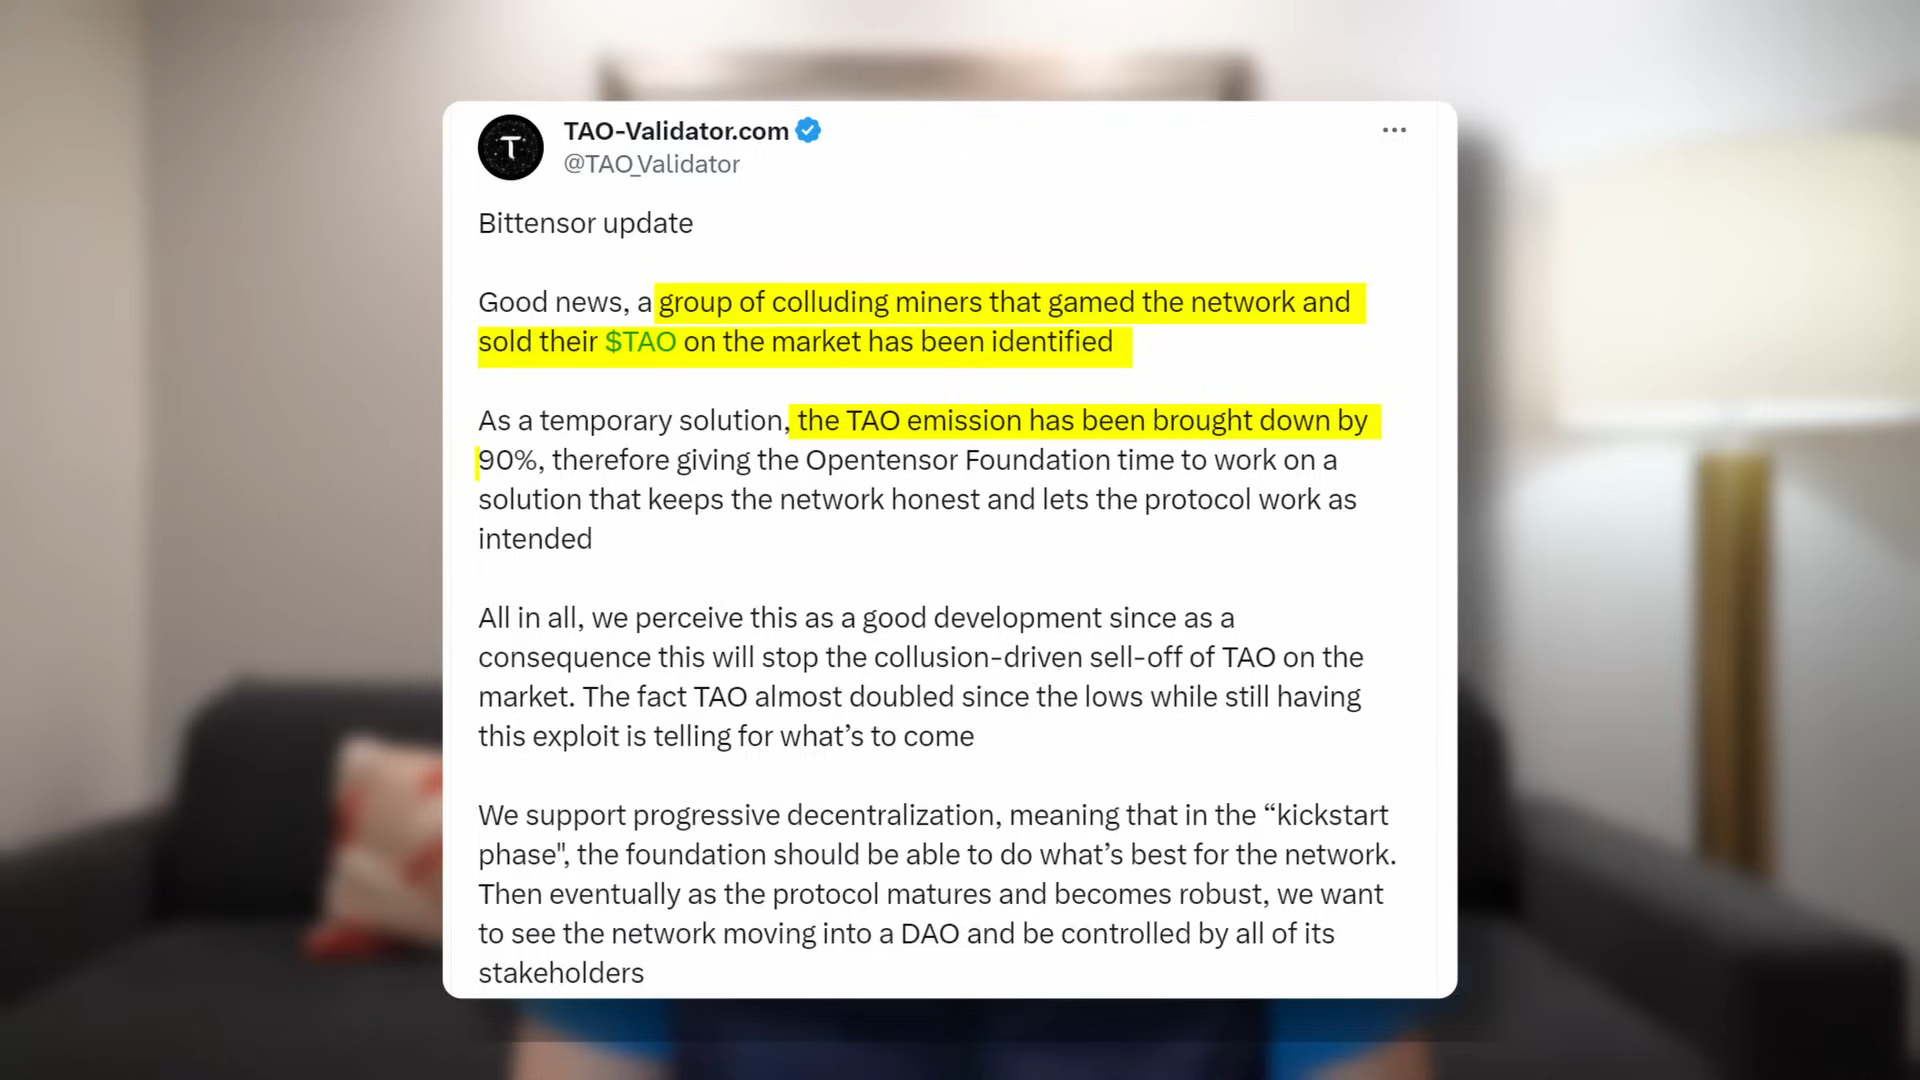 TAO-Validator.com
@TAO_Validator
Bittensor update
Good news, a group of colluding miners that gamed the network and
sold their $TAO on the market has been identified
As a temporary solution, the TAO emission has been brought down by
90%, therefore giving the Opentensor Foundation time to work on a
solution that keeps the network honest and lets the protocol work as
intended
All in all, we perceive this as a good development since as a
consequence this will stop the collusion-driven sell-off of TAO on the
market. The fact TAO almost doubled since the lows while still having
this exploit is telling for what’s to come
We support progressive decentralization, meaning that in the “kickstart
phase", the foundation should be able to do what’s best for the network.
Then eventually as the protocol matures and becomes robust, we want
to see the network moving into a DAO and be controlled by all of its
stakeholders